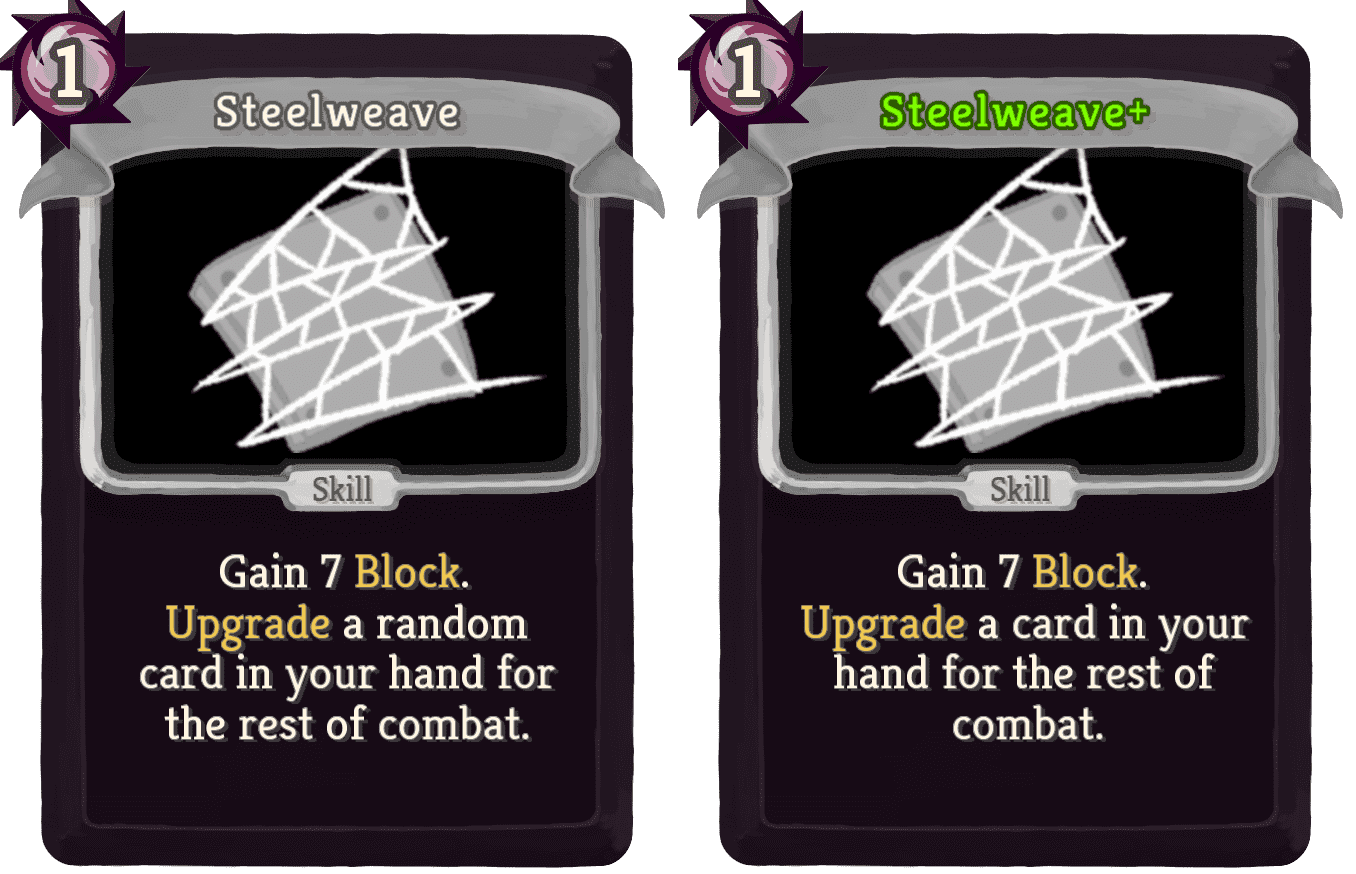 1
Steelweave
Skill
Gain 7 Block.
Upgrade a random
card in your hand for
the rest of combat.
1
Steelweave+
Skill
Gain 7 Block.
Upgrade a card in your
hand for the rest of
combat.